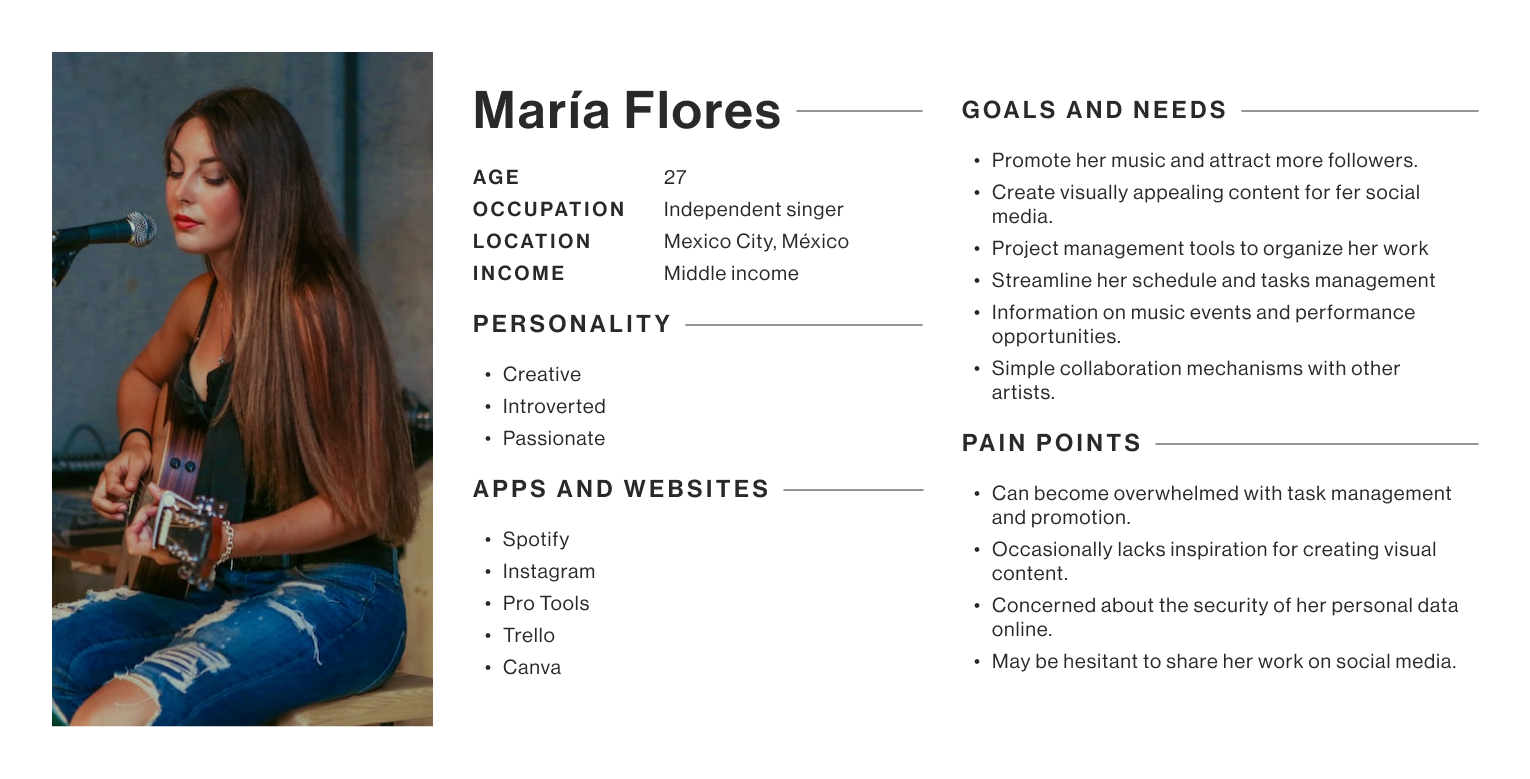 María Flores
AGE 27
OCCUPATION Independent singer
LOCATION Mexico City, México
INCOME Middle income
PERSONALITY
• Creative
• Introverted
• Passionate
APPS AND WEBSITES
• Spotify
• Instagram
• Pro Tools
• Trello
• Canva
GOALS AND NEEDS
• Promote her music and attract more followers.
• Create visually appealing content for fer social
media.
• Project management tools to organize her work
• Streamline her schedule and tasks management
• Information on music events and performance
opportunities.
• Simple collaboration mechanisms with other
artists.
PAIN POINTS
• Can become overwhelmed with task management
and promotion.
• Occasionally lacks inspiration for creating visual
content.
• Concerned about the security of her personal data
online.
• May be hesitant to share her work on social media.